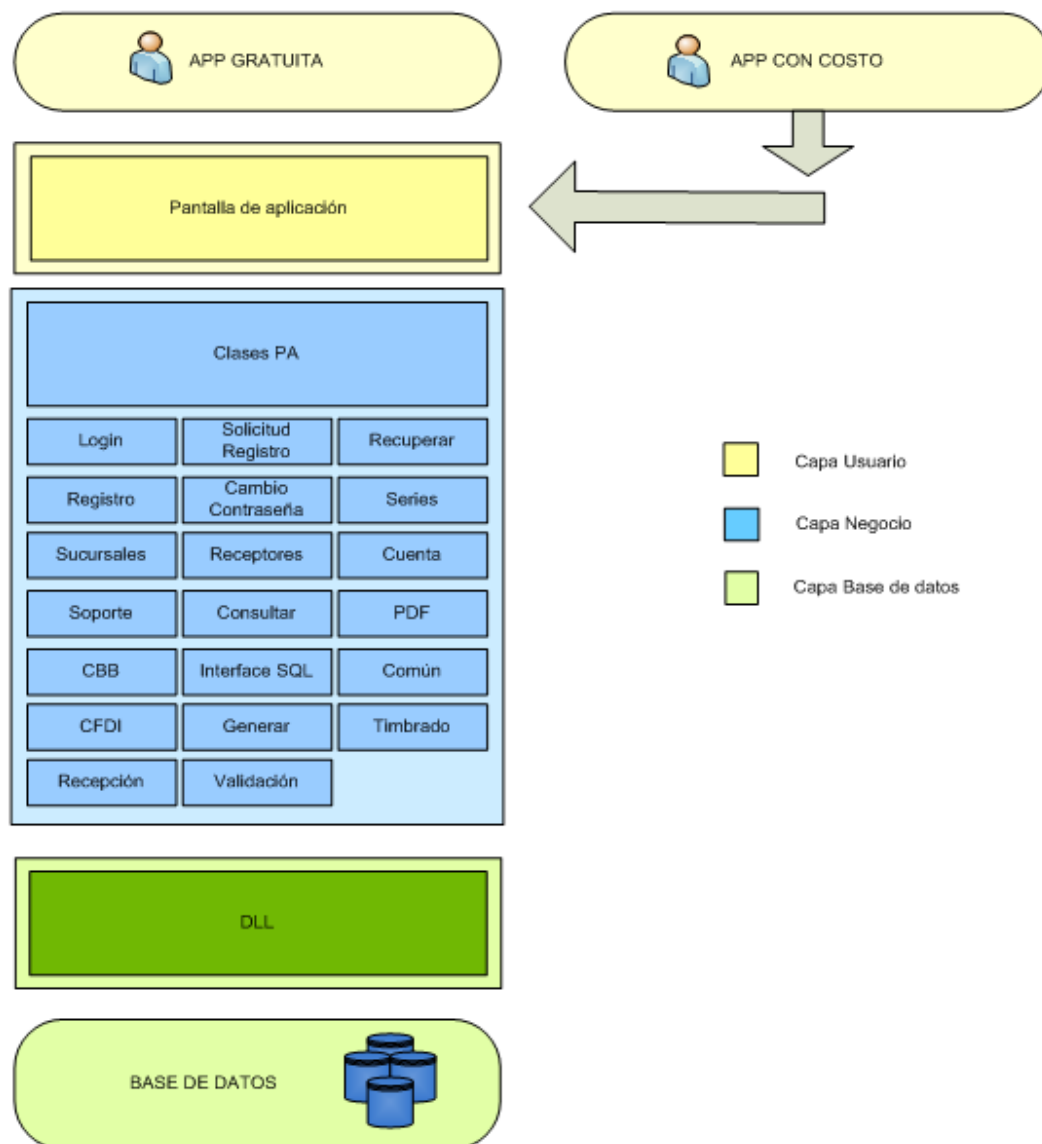 APP GRATUITA
APP CON COSTO
Pantalla de aplicación
Clases PA
Login
Solicitud
Registro
Recuperar
Registro
Cambio
Contraseña
Series
Sucursales
Receptores
Cuenta
Soporte
Consultar
PDF
CBB
Interface SQL
Común
CFDI
Generar
Timbrado
Recepción
Validación
Capa Usuario
Capa Negocio
Capa Base de datos
DLL
BASE DE DATOS